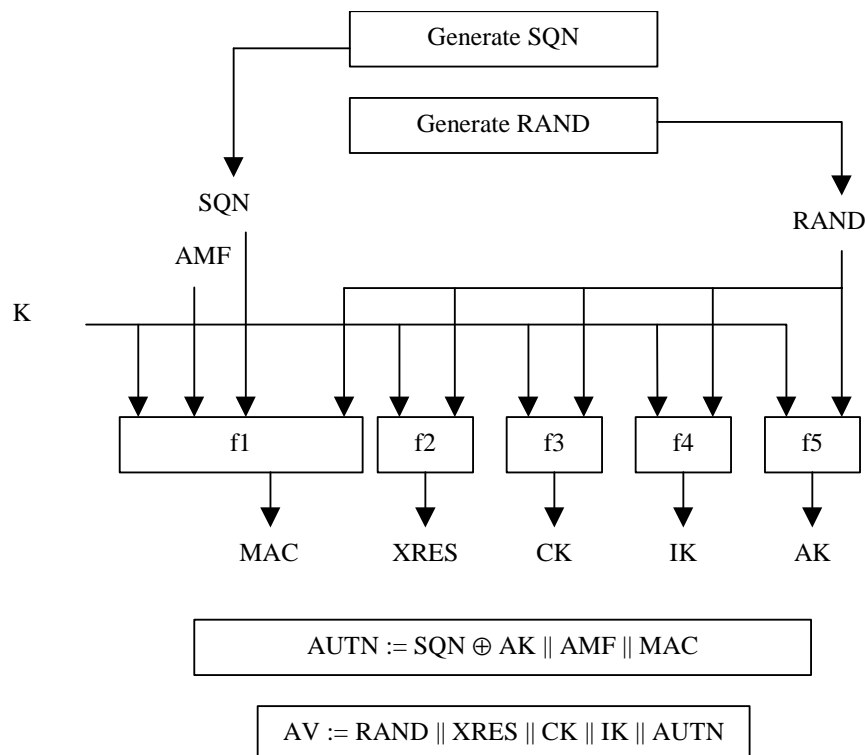 Generate SQN
Generate RAND
SQN
RAND
AMF
K
f1
f2
f3
f4
f5
MAC
XRES
CK
IK
AK
AUTN := SQN ⊕ AK || AMF || MAC
AV := RAND || XRES || CK || IK || AUTN